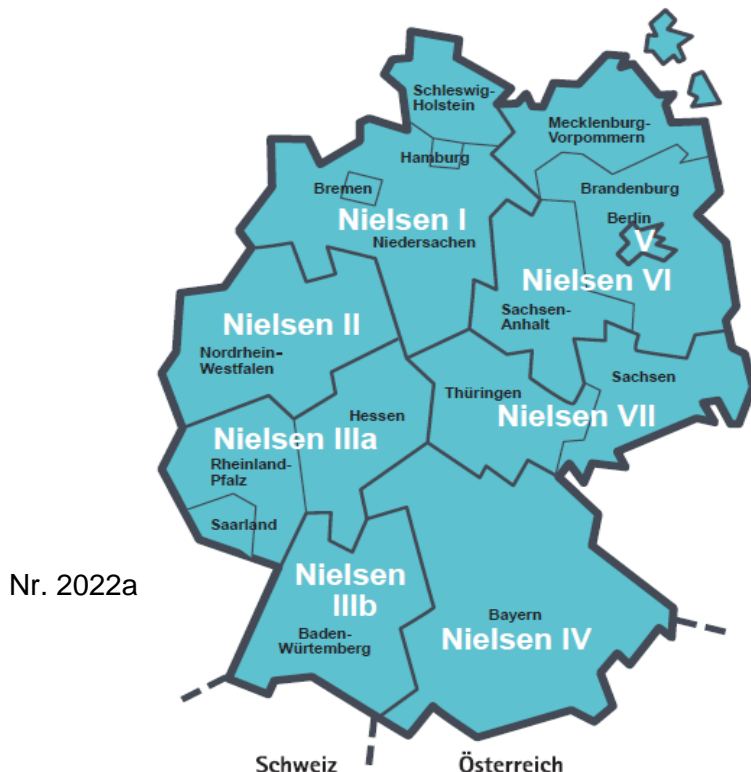 Schleswig-
Holstein
Mecklenburg-
Vorpommern
Hamburg
Bremen
Brandenburg
Berlin
Nielsen I
V
Niedersachen
Nielsen VI
Sachsen-
Anhalt
Nielsen II
Nordrhein-
Westfalen
Sachsen
Thüringen
Hessen
Nielsen VII
Nielsen IIIa
Rheinland-
Pfalz
Saarland
Nr. 2022a
Nielsen
IIIb
Baden-
Würtemberg
Bayern
Nielsen IV
Schweiz
Österreich